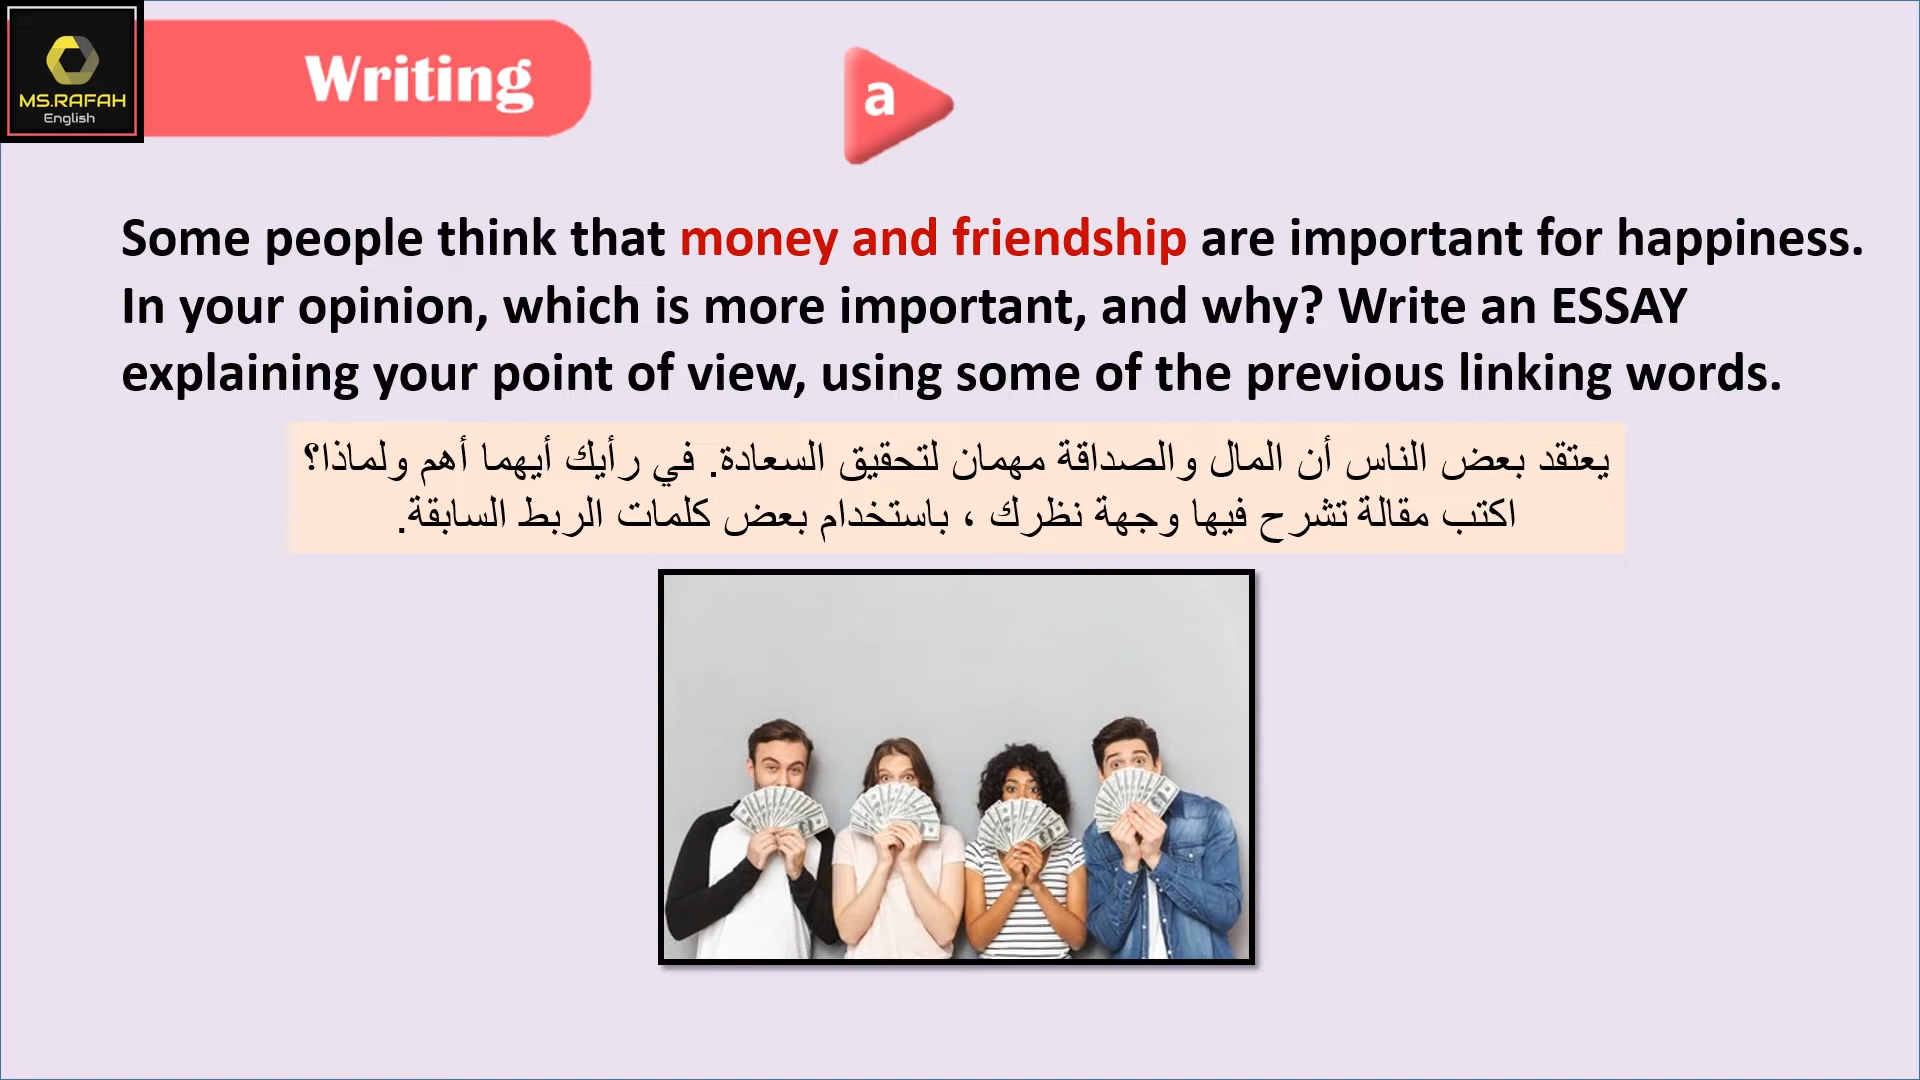 MS.RAFAH
English
Writing
a
Some people think that money and friendship are important for happiness.
In your opinion, which is more important, and why? Write an ESSAY
explaining your point of view, using some of the previous linking words.
يعتقد بعض الناس أن المال والصداقة مهمان لتحقيق السعادة. في رأيك أيهما أهم ولماذا؟
اكتب مقالة تشرح فيها وجهة نظرك ، باستخدام بعض كلمات الربط السابقة.